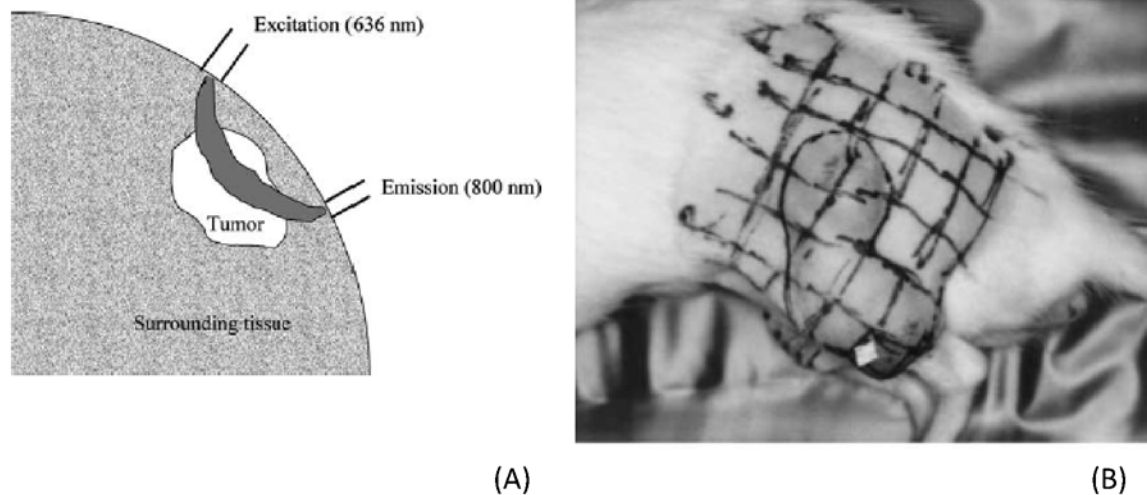 Excitation (636 nm)
Emission (800 nm)
Tumor
Surrounding tissue
(A)
(B)